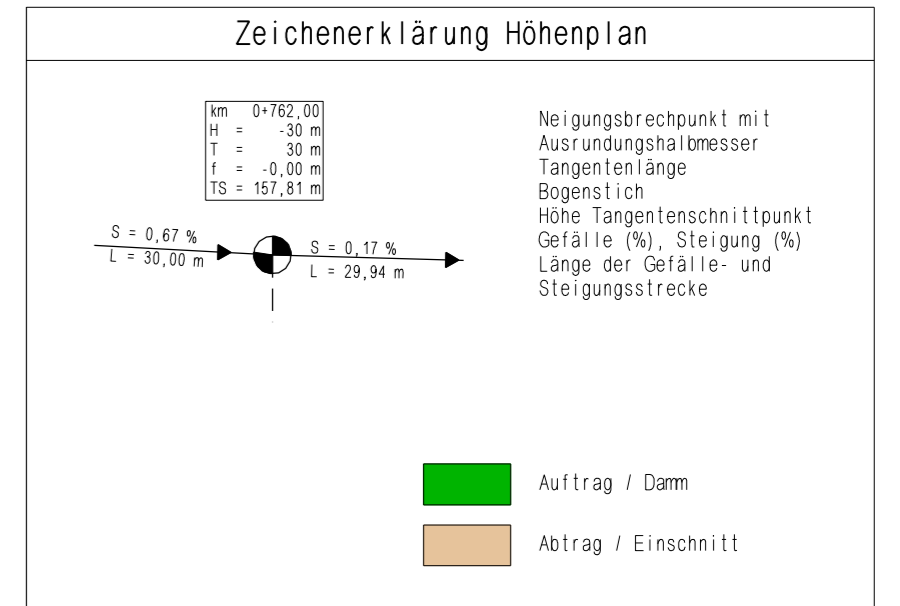 Zeichenerklärung Höhenplan
km 0+762,00
H = -30 m
T = 30 m
f = -0,00 m
TS = 157,81 m
S = 0,67 %
L = 30,00 m
S = 0,17 %
L = 29,94 m
Neigungsbrechpunkt mit
Ausrundungshalbmesser
Tangentenlänge
Bogenstich
Höhe Tangentenschnittpunkt
Gefälle (%), Steigung (%)
Länge der Gefälle- und
Steigungsstrecke
Auftrag / Damm
Abtrag / Einschnitt